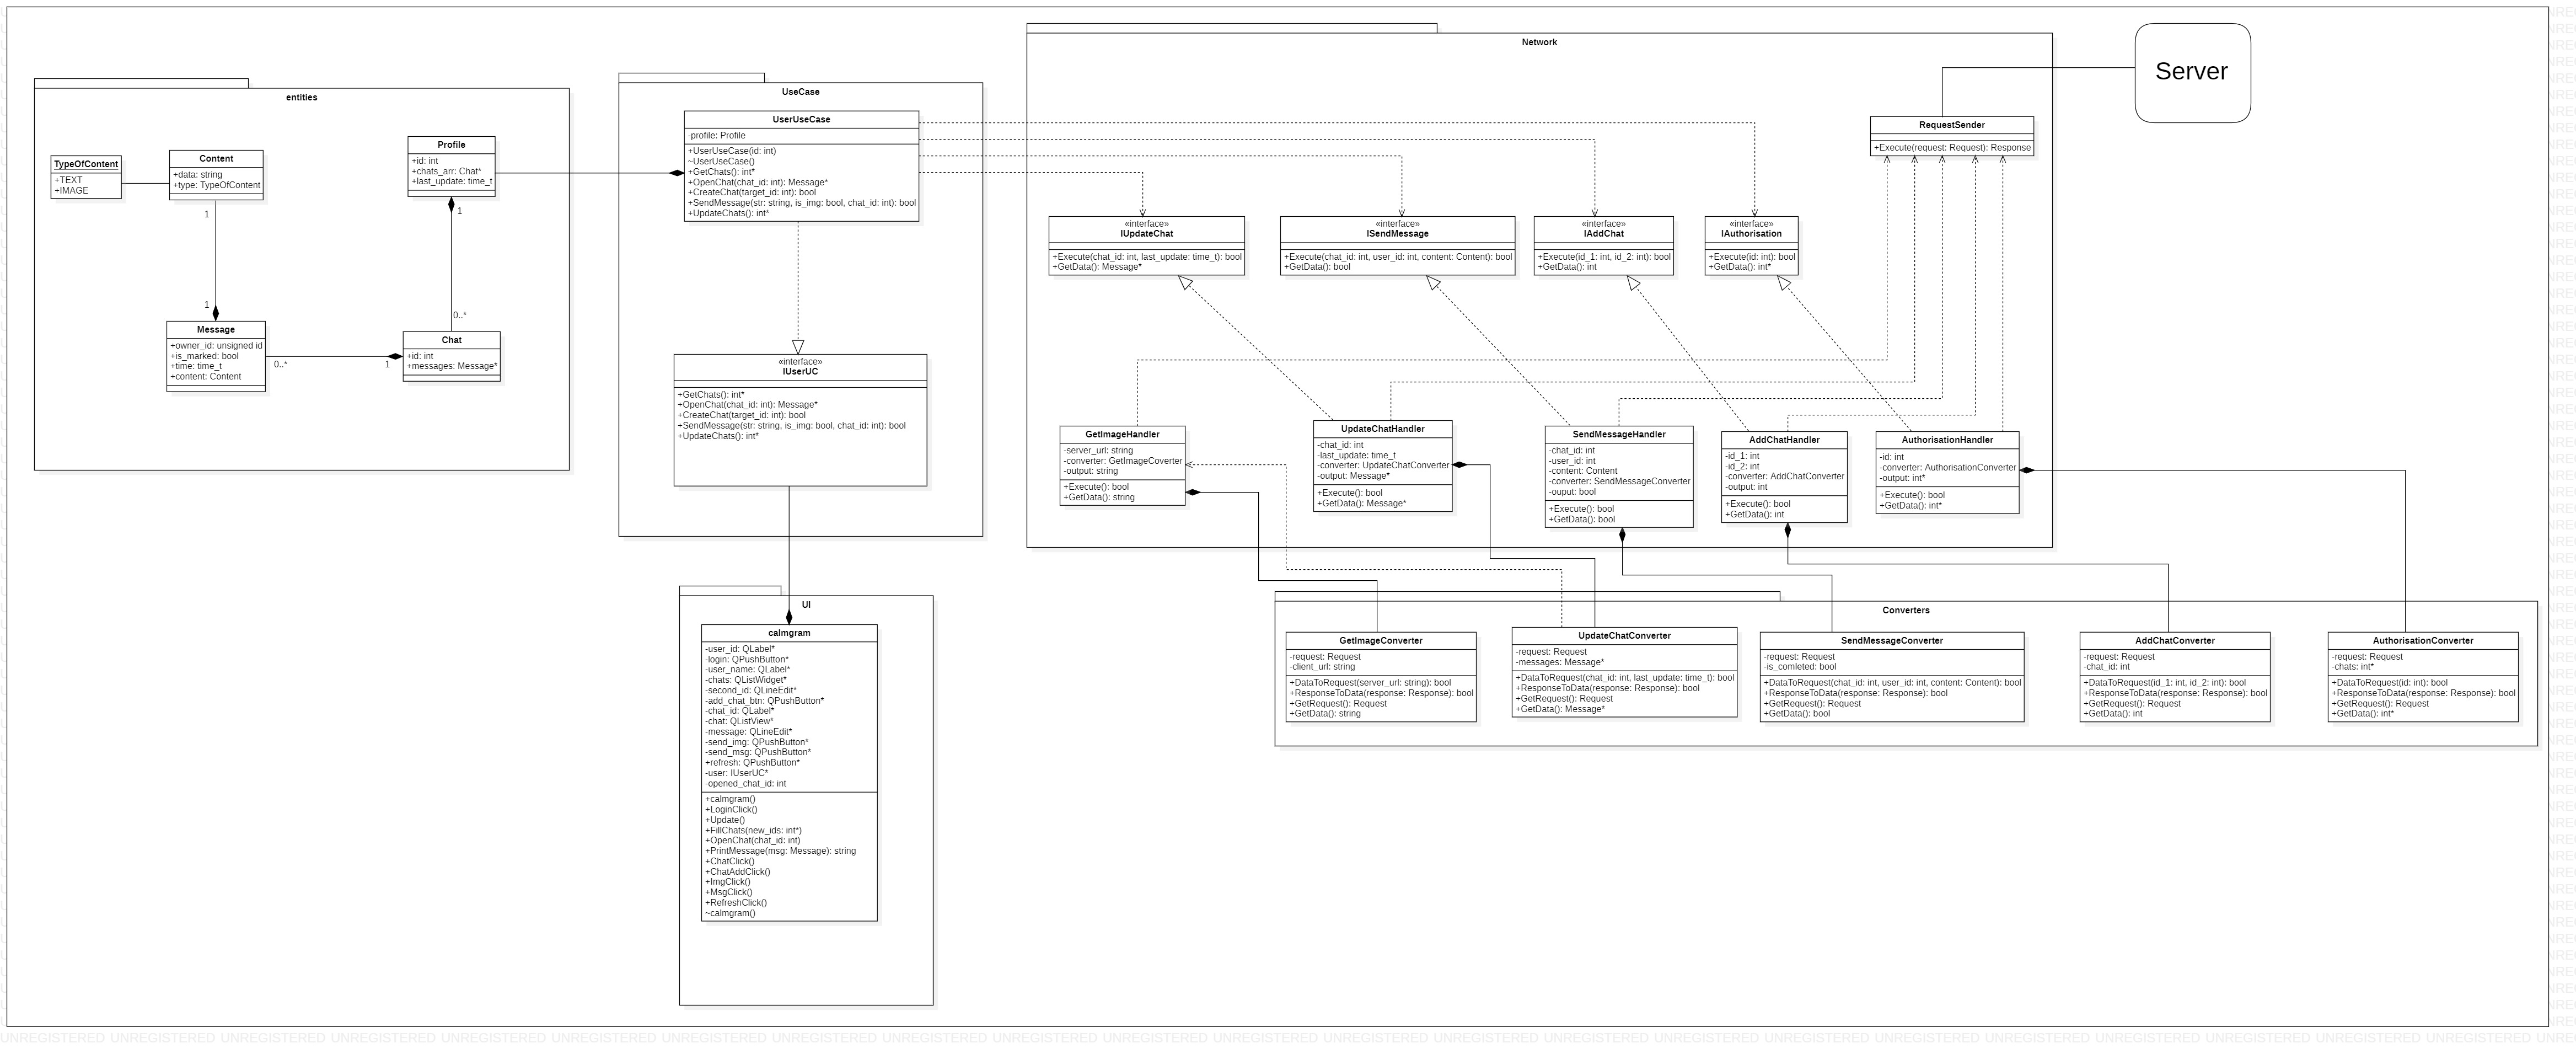 entities
TypeOfContent
+TEXT
+IMAGE
Content
+data: string
+type: TypeOfContent
1
1
Message
+owner_id: unsigned id
+is_marked: bool
+time: time_t
+content: Content
0..*
1
Profile
+id: int
+chats_arr: Chat*
+last_update: time_t
1
0..*
Chat
+id: int
+messages: Message*
UseCase
UserUseCase
-profile: Profile
+UserUseCase(id: int)
~UserUseCase()
+GetChats(): int*
+OpenChat(chat_id: int): Message*
+CreateChat(target_id: int): bool
+SendMessage(str: string, is_img: bool, chat_id: int): bool
+UpdateChats(): int*
«interface»
IUserUC
+GetChats(): int*
+OpenChat(chat_id: int): Message*
+CreateChat(target_id: int): bool
+SendMessage(str: string, is_img: bool, chat_id: int): bool
+UpdateChats(): int*
UI
calmgram
-user_id: QLabel*
-login: QPushButton*
-user_name: QLabel*
-chats: QListWidget*
-second_id: QLineEdit*
-add_chat_btn: QPushButton*
-chat_id: QLabel*
-chat: QListView*
-message: QLineEdit*
-send_img: QPushButton*
-send_msg: QPushButton*
+refresh: QPushButton*
-user: IUserUC*
-opened_chat_id: int
+calmgram()
+LoginClick()
+Update()
+FillChats(new_ids: int*)
+OpenChat(chat_id: int)
+PrintMessage(msg: Message): string
+ChatClick()
+ChatAddClick()
+ImgClick()
+MsgClick()
+RefreshClick()
~calmgram()
Network
Server
RequestSender
+Execute(request: Request): Response
«interface»
IUpdateChat
+Execute(chat_id: int, last_update: time_t): bool
+GetData(): Message*
«interface»
ISendMessage
+Execute(chat_id: int, user_id: int, content: Content): bool
+GetData(): bool
«interface»
IAddChat
+Execute(id_1: int, id_2: int): bool
+GetData(): int
«interface»
IAuthorisation
+Execute(id: int): bool
+GetData(): int*
GetImageHandler
-server_url: string
-converter: GetImageCoverter
-output: string
+Execute(): bool
+GetData(): string
UpdateChatHandler
-chat_id: int
-last_update: time_t
-converter: UpdateChatConverter
-output: Message*
+Execute(): bool
+GetData(): Message*
SendMessageHandler
-chat_id: int
-user_id: int
-content: Content
-converter: SendMessageConverter
-ouput: bool
+Execute(): bool
+GetData(): bool
AddChatHandler
-id_1: int
-id_2: int
-converter: AddChatConverter
-output: int
+Execute(): bool
+GetData(): int
AuthorisationHandler
-id: int
-converter: AuthorisationConverter
-output: int*
+Execute(): bool
+GetData(): int*
Converters
GetImageConverter
-request: Request
-client_url: string
+DataToRequest(server_url: string): bool
+ResponseToData(response: Response): bool
+GetRequest(): Request
+GetData(): string
UpdateChatConverter
-request: Request
-messages: Message*
+DataToRequest(chat_id: int, last_update: time_t): bool
+ResponseToData(response: Response): bool
+GetRequest(): Request
+GetData(): Message*
SendMessageConverter
-request: Request
-is_comleted: bool
+DataToRequest(chat_id: int, user_id: int, content: Content): bool
+ResponseToData(response: Response): bool
+GetRequest(): Request
+GetData(): bool
AddChatConverter
-request: Request
-chat_id: int
+DataToRequest(id_1: int, id_2: int): bool
+ResponseToData(response: Response): bool
+GetRequest(): Request
+GetData(): int
AuthorisationConverter
-request: Request
-chats: int*
+DataToRequest(id: int): bool
+ResponseToData(response: Response): bool
+GetRequest(): Request
+GetData(): int*
UNREGISTERED UNREGISTERED UNREGISTERED UNREGISTERED UNREGISTERED UNREGISTERED UNREGISTERED UNREGISTERED UNREGISTERED UNREGISTERED UNREGISTERED UNREGISTERED UNREGISTERED UNREGISTERED UNREGISTERED UNREGISTERED UNREGISTERED UNREGISTERED UNREGISTERED UNREGISTERED UNREGISTERED UNREGISTERED UNREGISTERED